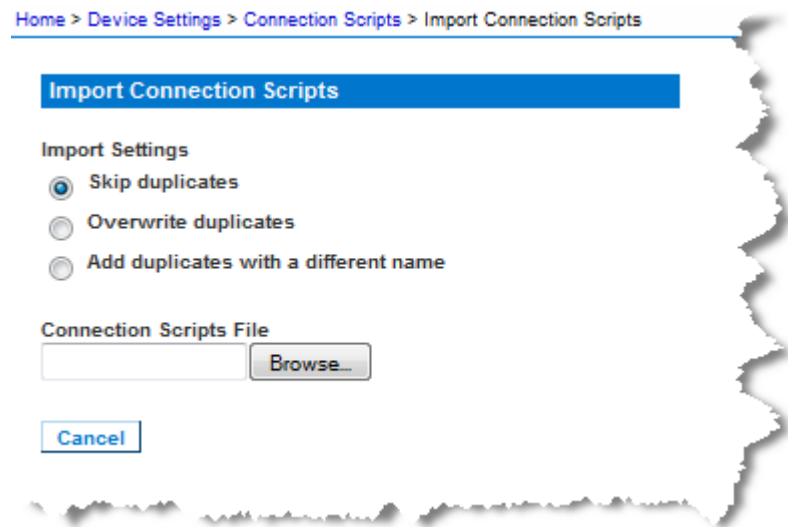 Home > Device Settings > Connection Scripts > Import Connection Scripts
Import Connection Scripts
Import Settings
Skip duplicates
Overwrite duplicates
Add duplicates with a different name
Connection Scripts File
Browse...
Cancel